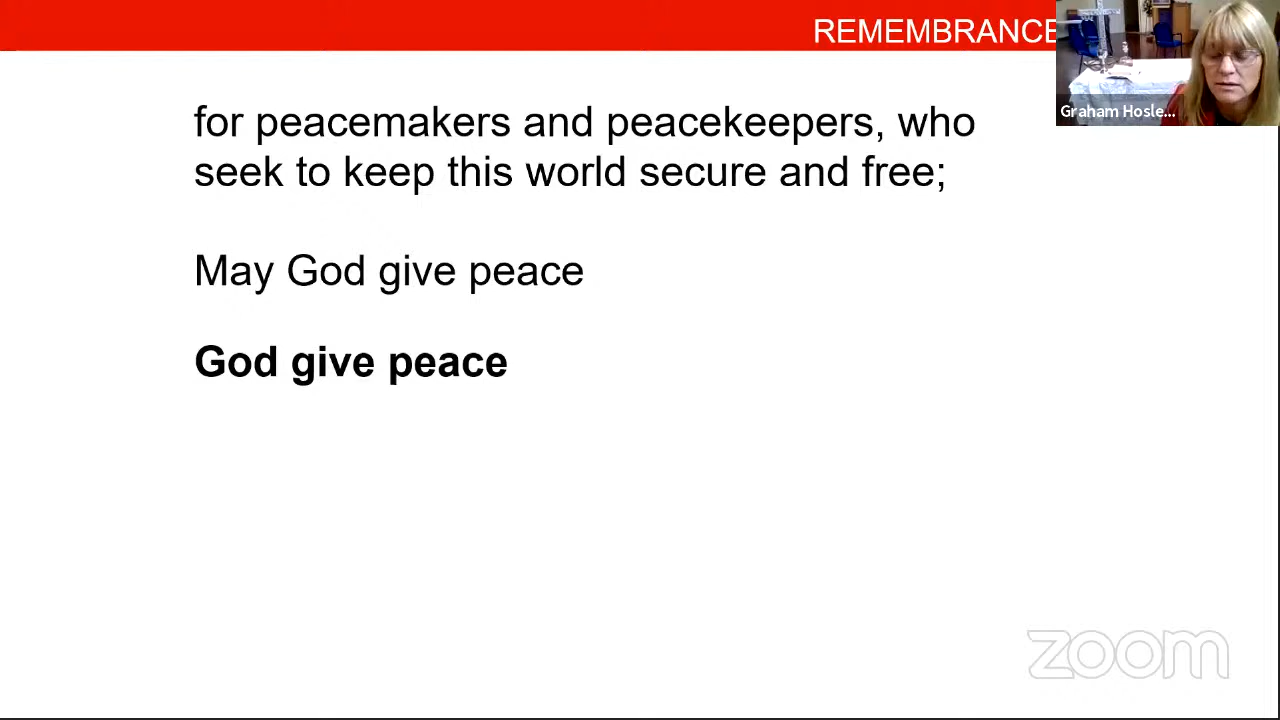 REMEMBRANCE
Graham Hosle...
for peacemakers and peacekeepers, who
seek to keep this world secure and free;
May God give peace
God give peace
zoom